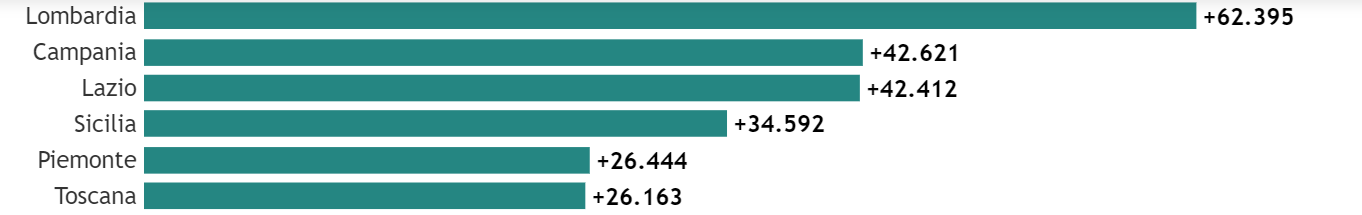 Lombardia +62.395
Campania +42.621
Lazio +42.412
Sicilia +34.592
Piemonte +26.444
Toscana +26.163